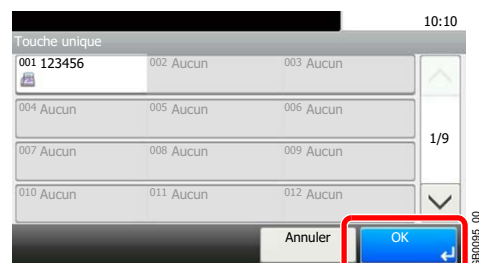 10:10
Touche unique
001 123456 002 Aucun 003 Aucun
004 Aucun 005 Aucun 006 Aucun
1/9
007 Aucun 008 Aucun 009 Aucun
010 Aucun 011 Aucun 012 Aucun
Annuler OK